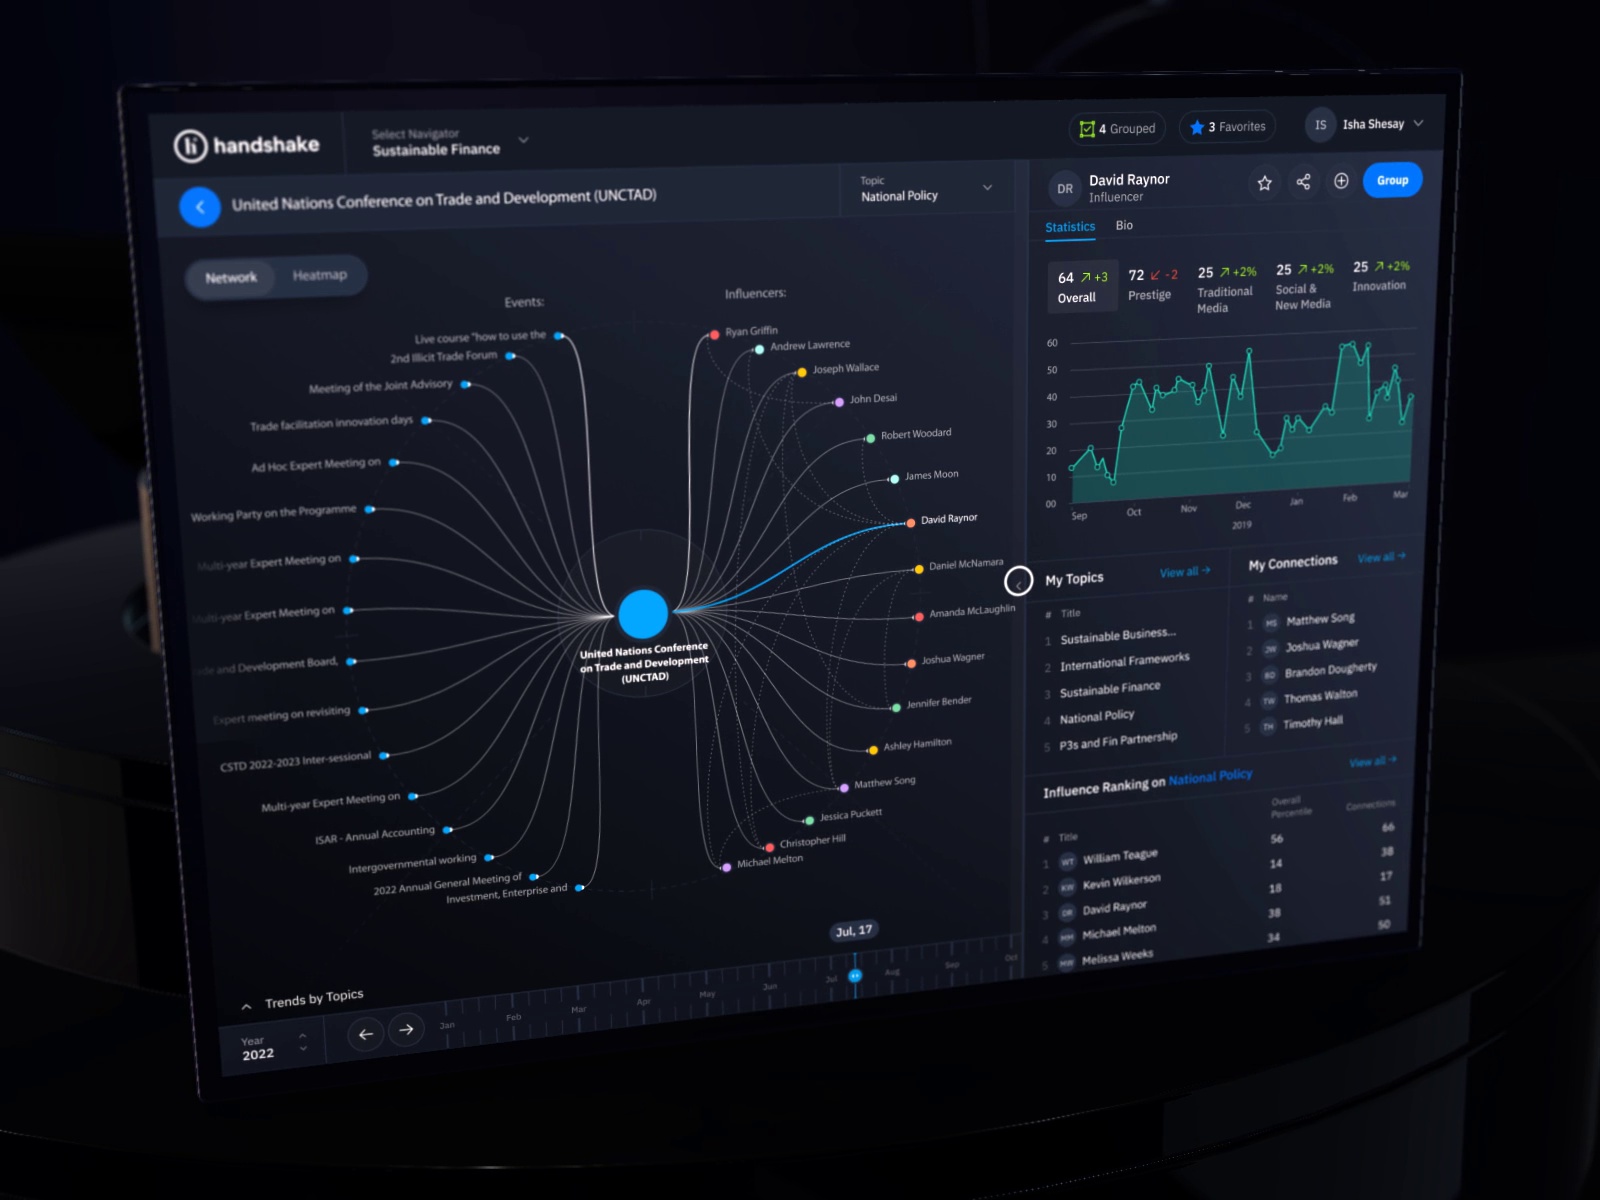 handshake
Select Navigator
Sustainable Finance
4 Grouped
3 Favorites
IS
Isha Shesay
United Nations Conference on Trade and Development (UNCTAD)
Topic
National Policy
Network
Heatmap
Events:
Live course "how to use the
2nd Illicit Trade Forum
Meeting of the Joint Advisory
Trade facilitation innovation days
Ad Hoc Expert Meeting on
Working Party on the Programme
Multi-year Expert Meeting on
Multi-year Expert Meeting on
and Development Board,
Expert meeting on revisiting
CSTD 2022-2023 Inter-sessional
Multi-year Expert Meeting on
ISAR - Annual Accounting
Intergovernmental working
2022 Annual General Meeting of
Investment, Enterprise and
United Nations Conference
on Trade and Development
(UNCTAD)
Influencers:
Ryan Griffin
Andrew Lawrence
Joseph Wallace
John Desai
Robert Woodard
James Moon
David Raynor
Daniel McNamara
Amanda McLaughlin
Joshua Wagner
Jennifer Bender
Ashley Hamilton
Matthew Song
Jessica Puckett
Christopher Hill
Michael Melton
Jul, 17
Trends by Topics
Year
2022
Jan
Feb
Mar
Apr
May
Jun
Jul
Aug
Sep
Oct
DR
David Raynor
Influencer
Group
Statistics
Bio
64 +3
Overall
72 -2
Prestige
25 +2%
Traditional
Media
25 +2%
Social &
New Media
25 +2%
Innovation
60
50
40
30
20
10
00
Sep
Oct
Nov
Dec
Jan
Feb
Mar
2019
My Topics
View all →
# Title
1 Sustainable Business...
2 International Frameworks
3 Sustainable Finance
4 National Policy
5 P3s and Fin Partnership
My Connections
View all →
# Name
1 MS Matthew Song
2 JW Joshua Wagner
3 BD Brandon Dougherty
4 TW Thomas Walton
5 TH Timothy Hall
Influence Ranking on National Policy
View all →
# Title
Overall
Percentile
Connections
1 WT William Teague 56 66
2 KW Kevin Wilkerson 14 38
3 DR David Raynor 18 17
4 MM Michael Melton 38 51
5 MW Melissa Weeks 34 50